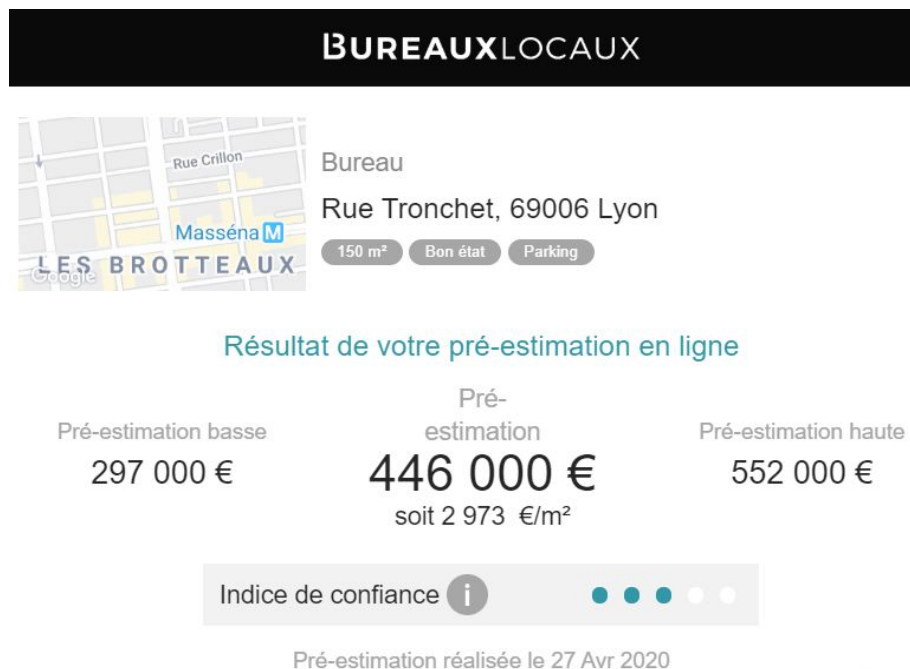 BUREAUXLOCAUX
Rue Crillon
Masséna M
LES BROTTEAUX
Google
Bureau
Rue Tronchet, 69006 Lyon
150 m² Bon état Parking
Résultat de votre pré-estimation en ligne
Pré-estimation basse
297 000 €
Pré-
estimation
446 000 €
soit 2 973 €/m²
Pré-estimation haute
552 000 €
Indice de confiance i
Pré-estimation réalisée le 27 Avr 2020